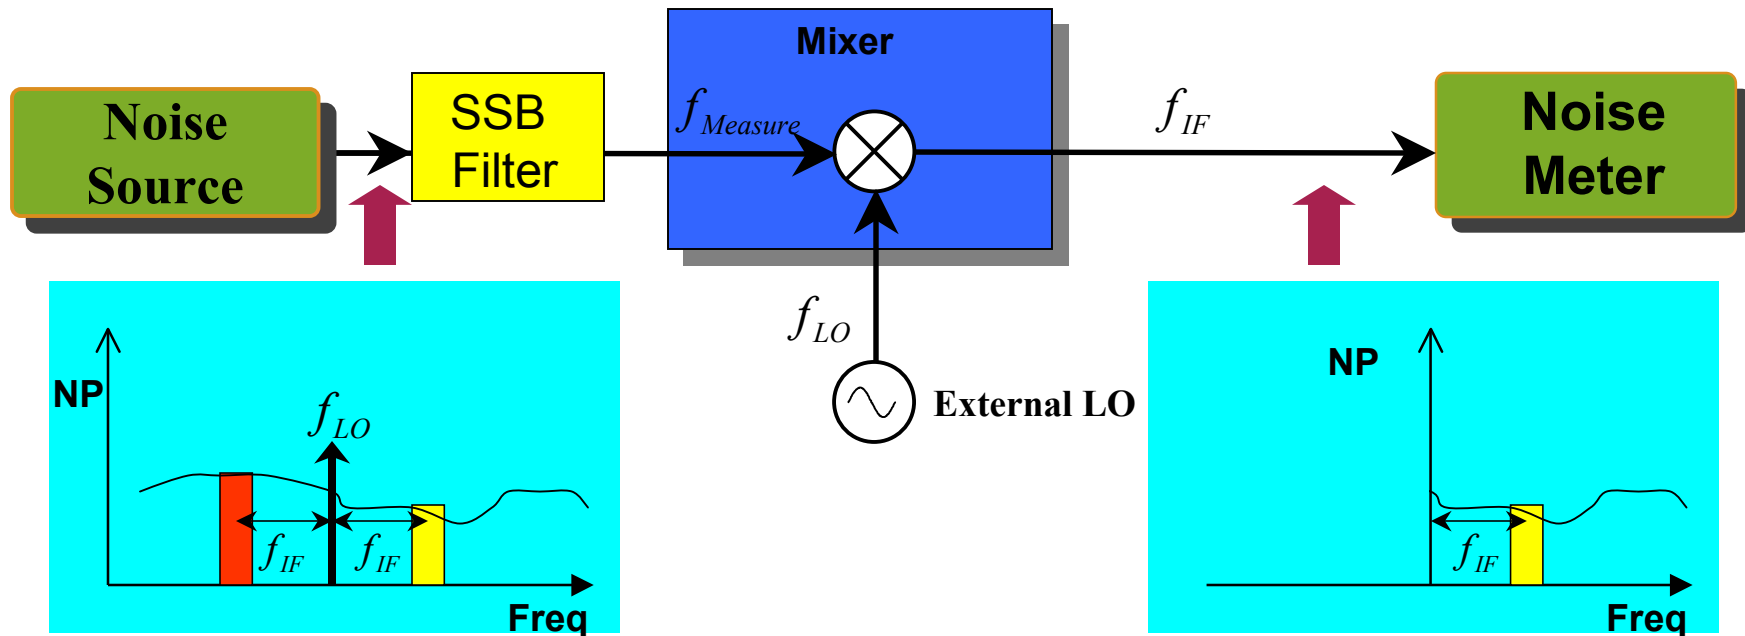 Mixer
Noise
Source
SSB
Filter
f Measure
f IF
Noise
Meter
f LO
External LO
NP
f LO
f IF
f IF
Freq
NP
f IF
Freq